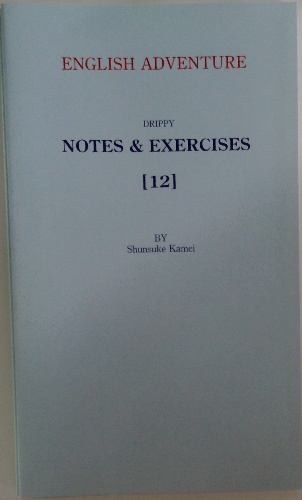 ENGLISH ADVENTURE
DRIPPY
NOTES & EXERCISES
[12]
BY
Shunsuke Kamei